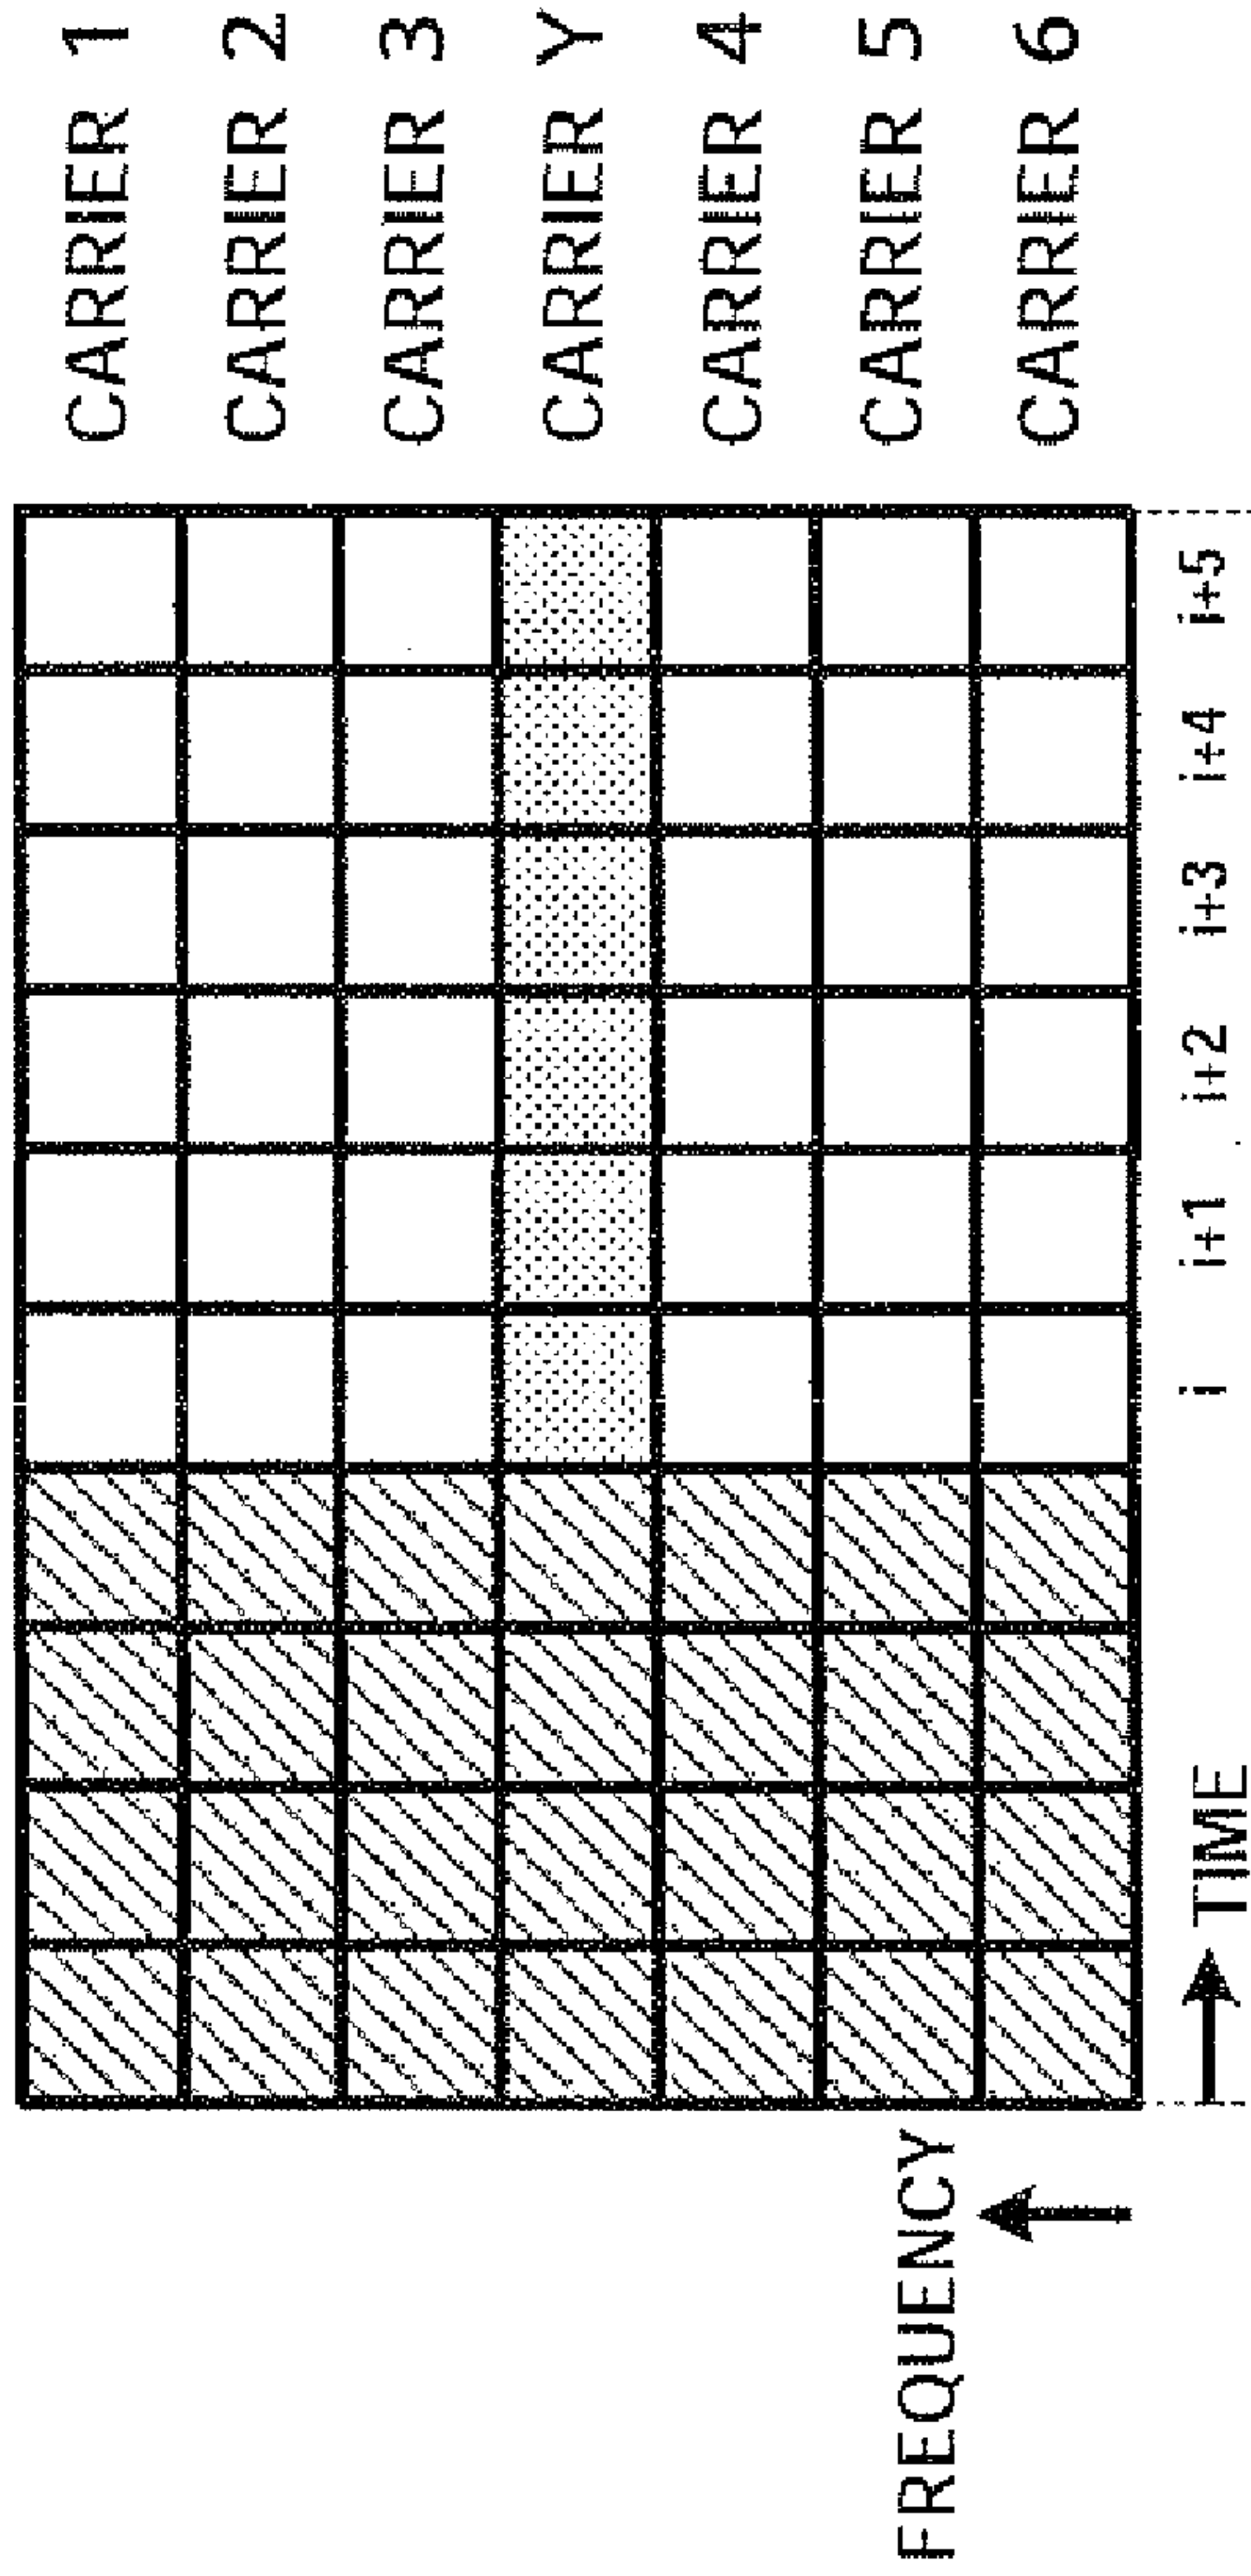 CARRIER 1
CARRIER 2
CARRIER 3
CARRIER Y
CARRIER 4
CARRIER 5
CARRIER 6
FREQUENCY
TIME
i i+1 i+2 i+3 i+4 i+5